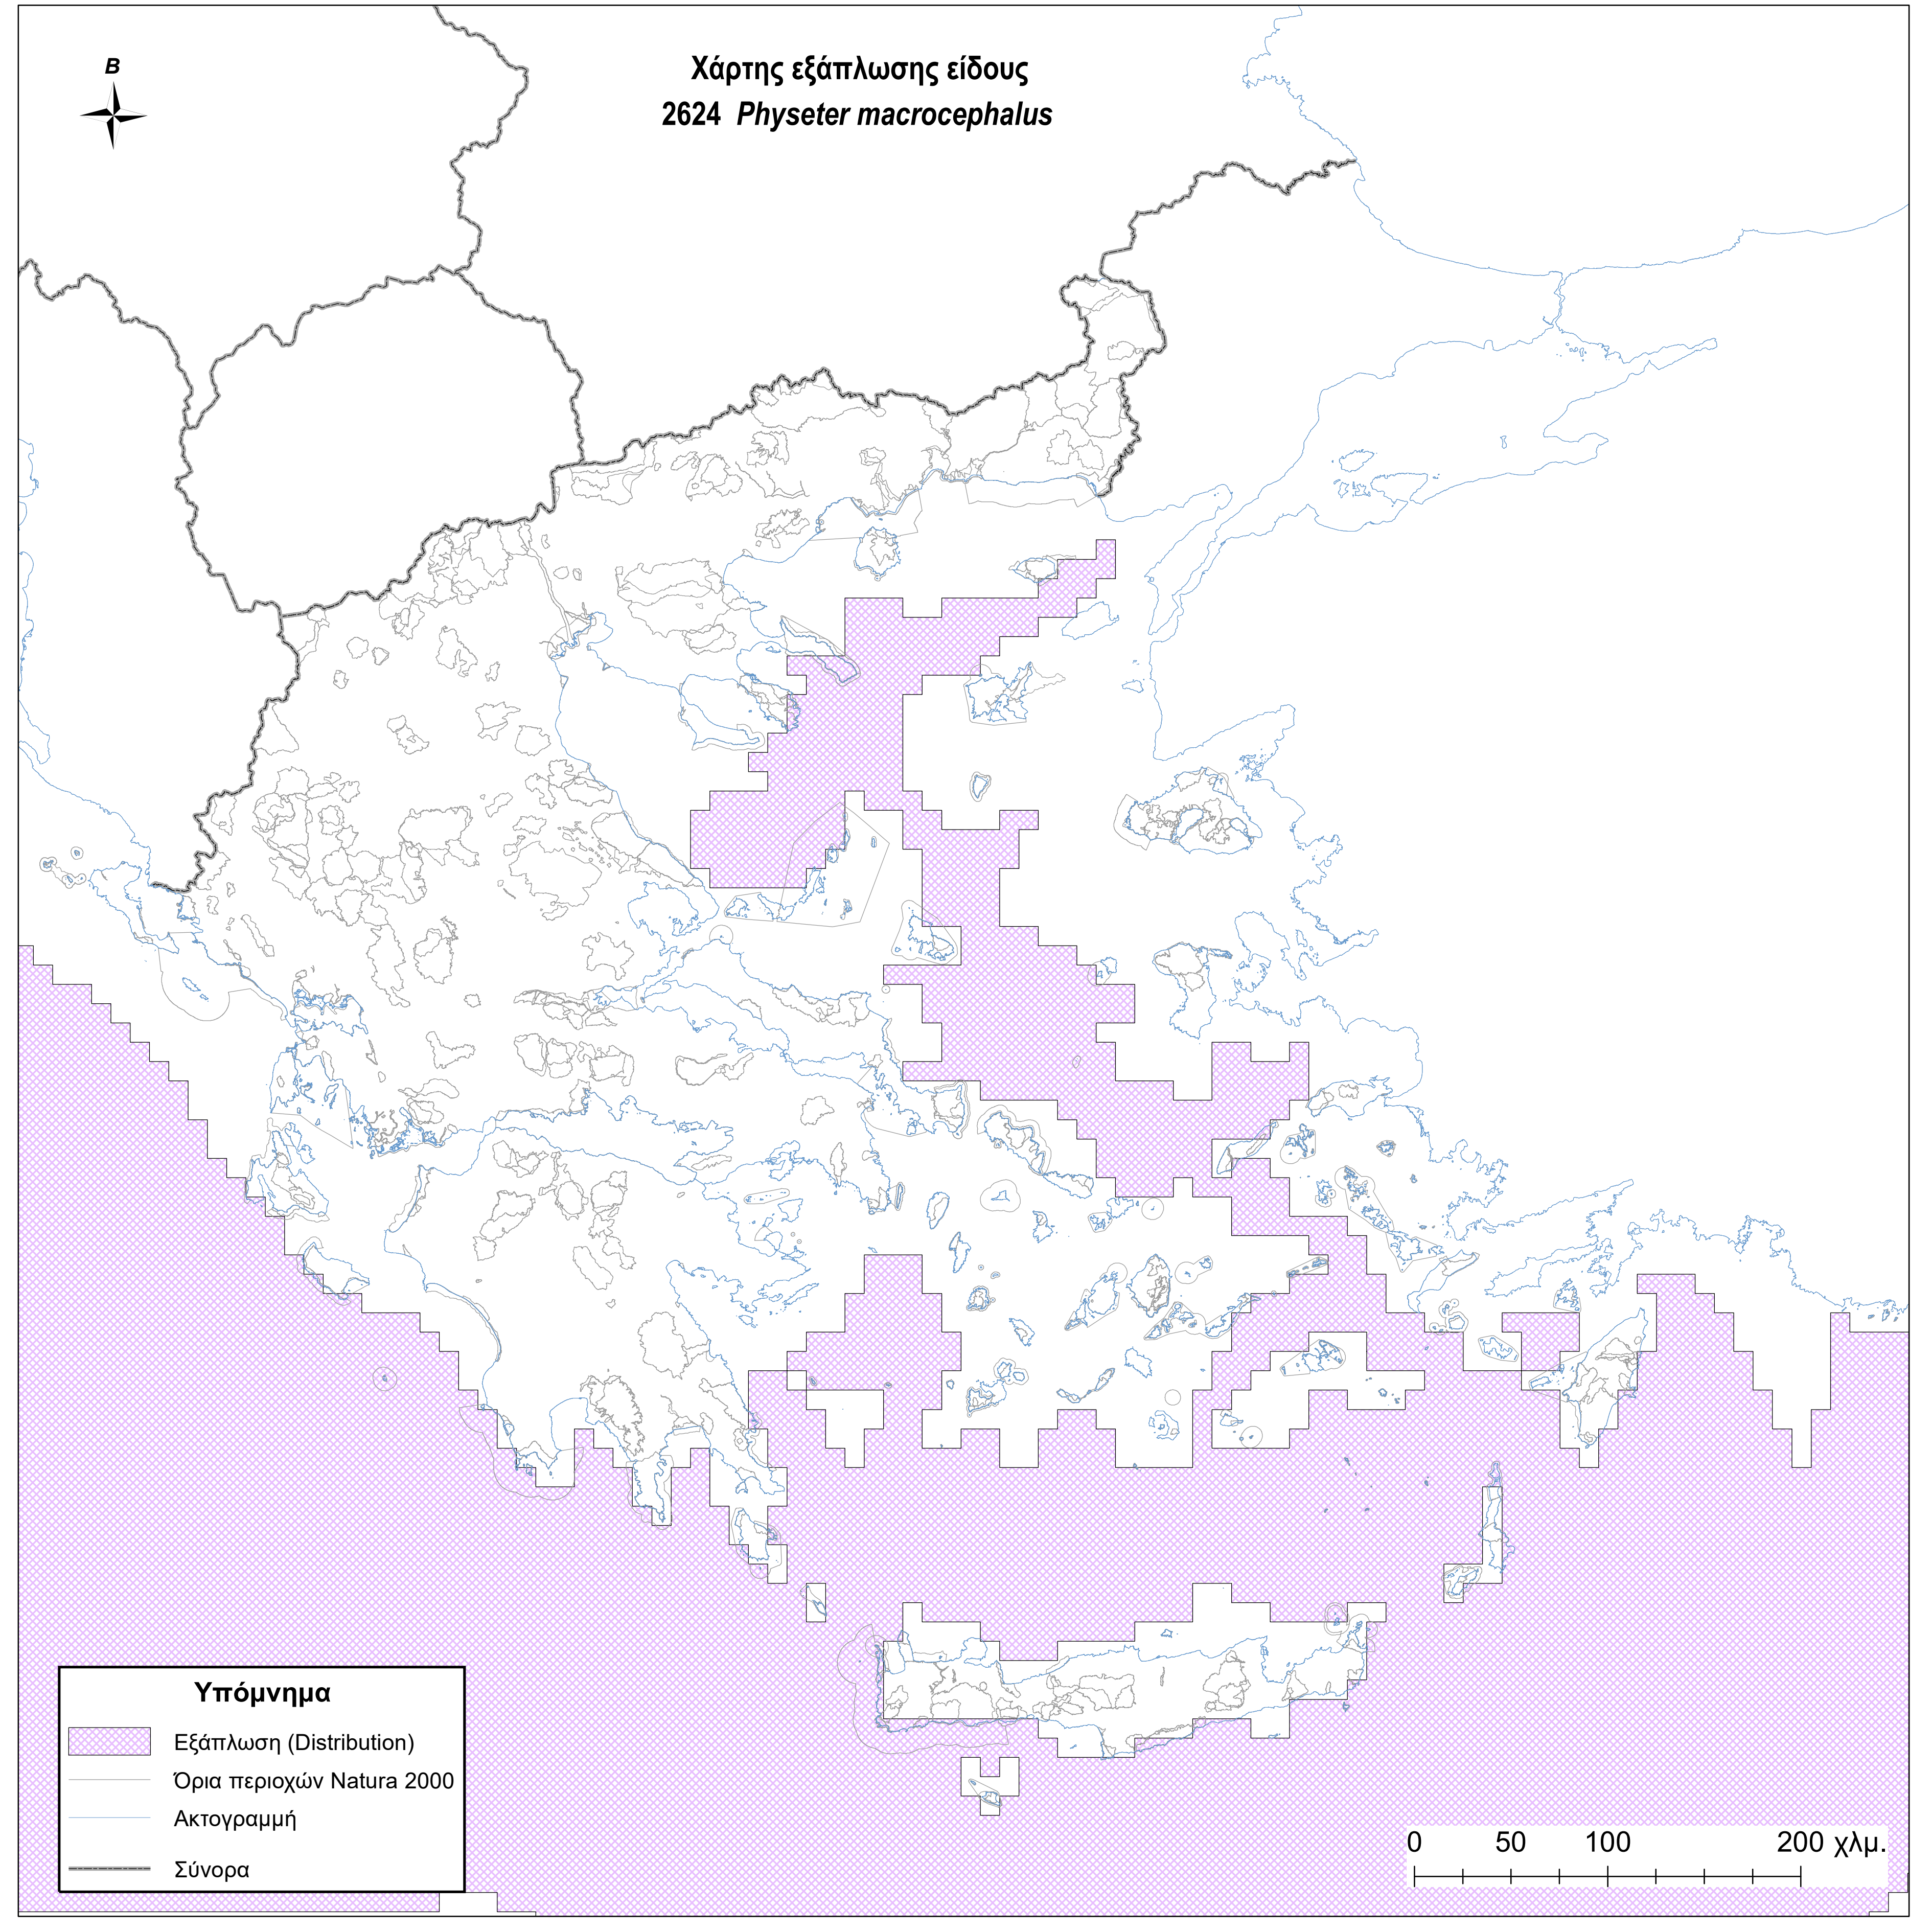 Χάρτης εξάπλωσης είδους
2624 Physeter macrocephalus
Β
Υπόμνημα
Εξάπλωση (Distribution)
Όρια περιοχών Natura 2000
Ακτογραμμή
Σύνορα
0 50 100 200 χλμ.